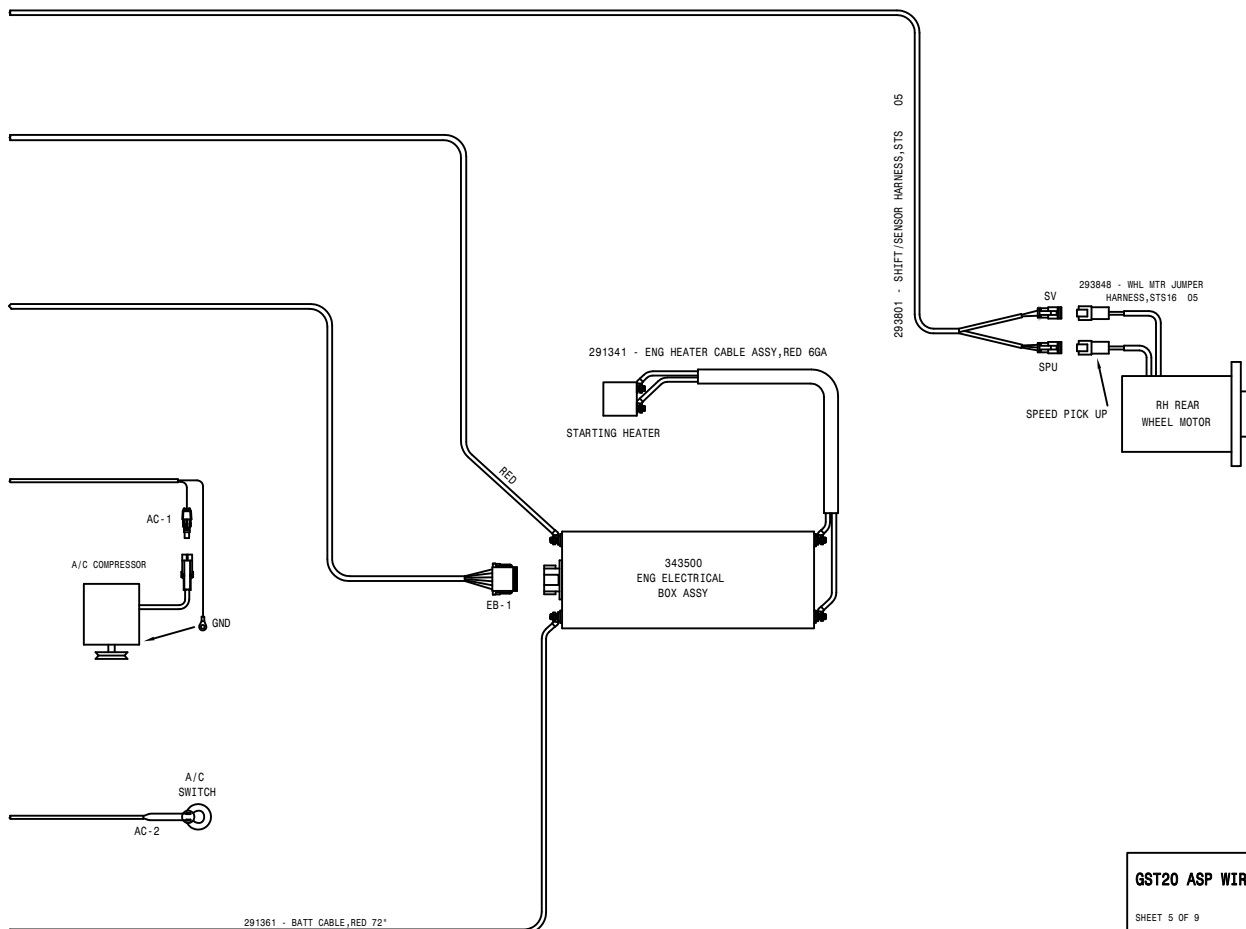 293801 - SHIFT/SENSOR HARNESS,STS 05
SV
293848 - WHL MTR JUMPER
HARNESS,STS16 05
SPU
SPEED PICK UP
RH REAR
WHEEL MOTOR
291341 - ENG HEATER CABLE ASSY,RED 6GA
STARTING HEATER
RED
AC-1
A/C COMPRESSOR
GND
EB-1
343500
ENG ELECTRICAL
BOX ASSY
A/C
SWITCH
AC-2
291361 - BATT CABLE,RED 72"
GST20 ASP WIR
SHEET 5 OF 9